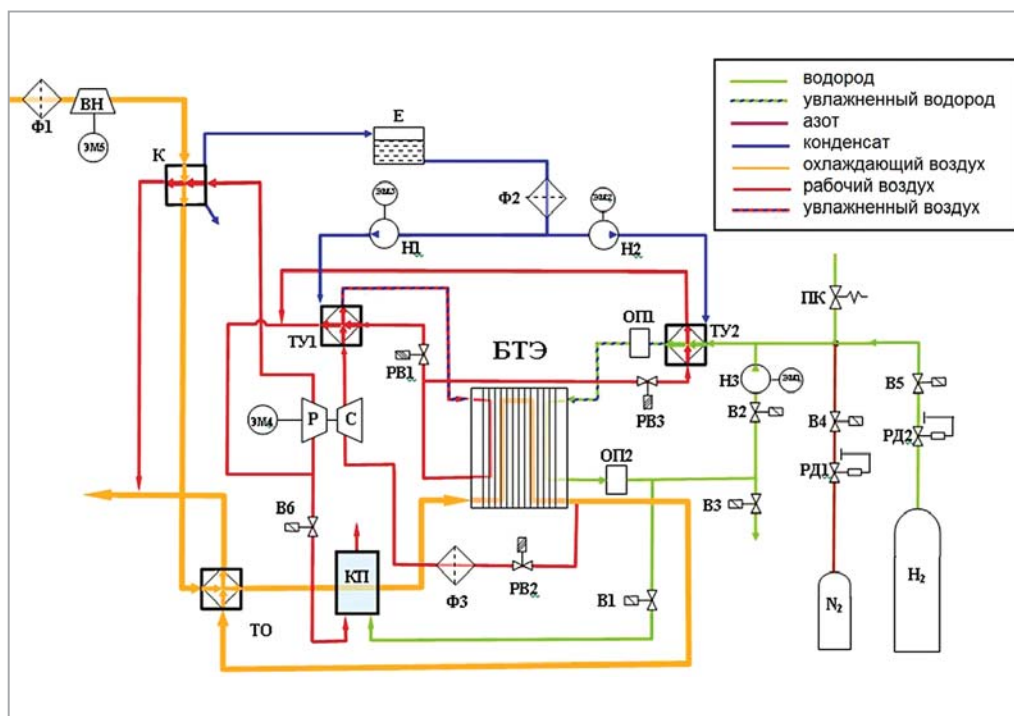 ВН
Ф1
ЭМ5
К
Е
ЭМ3
ЭМ2
Ф2
Н1
Н2
водород
увлажненный водород
азот
конденсат
охлаждающий воздух
рабочий воздух
увлажненный воздух
ПК
ОП1
ТУ2
ТУ1
БТЭ
РВ1
Н3
ЭМ1
В5
РВ3
В2
В4
РД2
ЭМ4
Р
С
ОП2
РД1
В6
В3
КП
Ф3
РВ2
В1
N2
H2
ТО